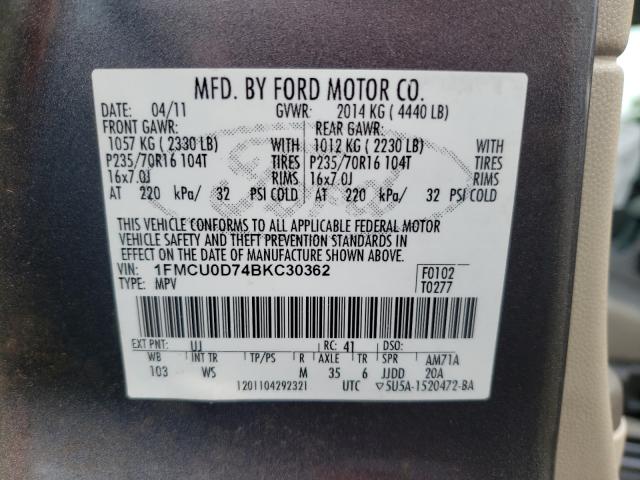 MFD. BY FORD MOTOR CO.
DATE: 04/11 GVWR: 2014 KG ( 4440 LB)
FRONT GAWR: REAR GAWR:
1057 KG ( 2330 LB) WITH 1012 KG ( 2230 LB) WITH
P235/70R16 104T TIRES P235/70R16 104T TIRES
16x7.0J RIMS 16x7.0J RIMS
AT 220 kPa/ 32 PSI COLD AT 220 kPa/ 32 PSI COLD
THIS VEHICLE CONFORMS TO ALL APPLICABLE FEDERAL MOTOR
VEHICLE SAFETY AND THEFT PREVENTION STANDARDS IN
EFFECT ON THE DATE OF MANUFACTURE SHOWN ABOVE.
VIN: 1FMCU0D74BKC30362 F0102
TYPE: MPV T0277
EXT PNT: UJ RC: 41 DSO:
WB INT TR TP/PS R AXLE TR SPR AM71A
103 WS M 35 6 JJDD 20A
1201104292321 UTC ▽5U5A-1520472-BA